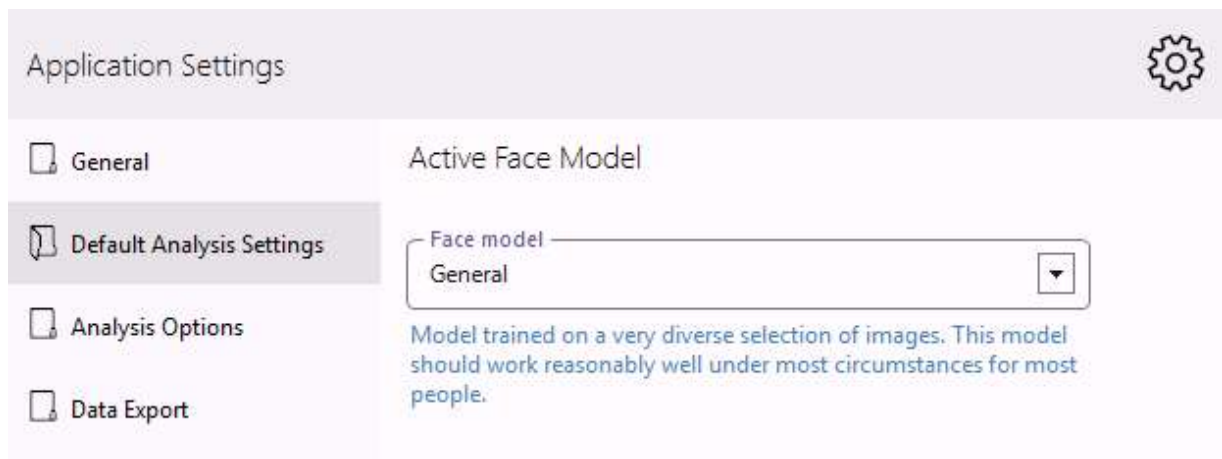 Application Settings
General
Default Analysis Settings
Analysis Options
Data Export
Active Face Model
Face model
General
Model trained on a very diverse selection of images. This model
should work reasonably well under most circumstances for most
people.